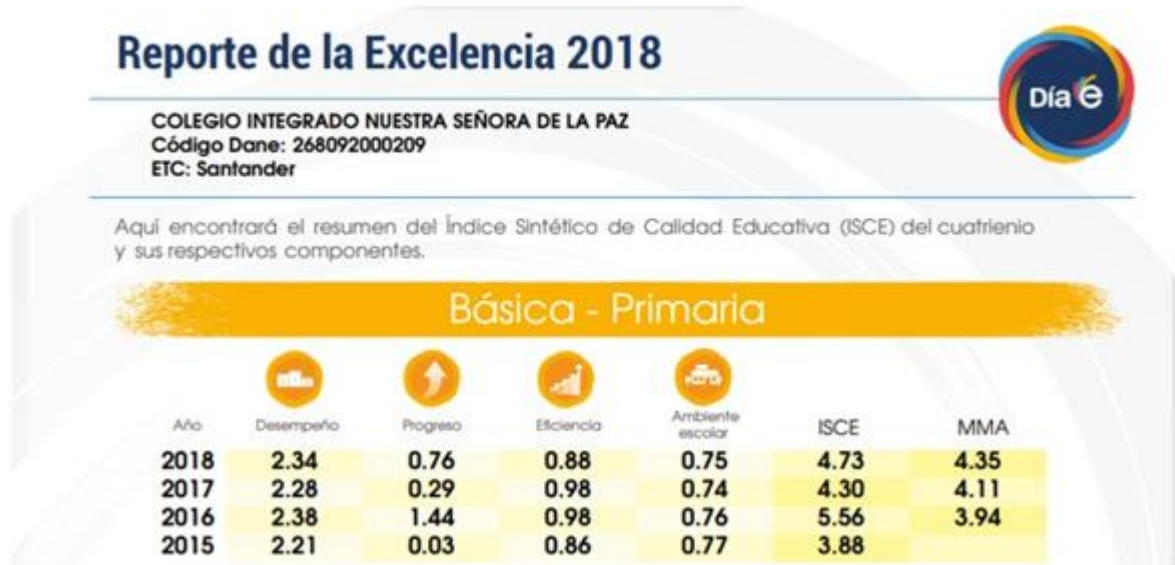 Reporte de la Excelencia 2018
Día é
COLEGIO INTEGRADO NUESTRA SEÑORA DE LA PAZ
Código Dane: 268092000209
ETC: Santander
Aquí encontrará el resumen del Índice Sintético de Calidad Educativa (ISCE) del cuatrienio
y sus respectivos componentes.
Básica - Primaria
Año Desempeño Progreso Eficiencia Ambiente escolar ISCE MMA
2018 2.34 0.76 0.88 0.75 4.73 4.35
2017 2.28 0.29 0.98 0.74 4.30 4.11
2016 2.38 1.44 0.98 0.76 5.56 3.94
2015 2.21 0.03 0.86 0.77 3.88